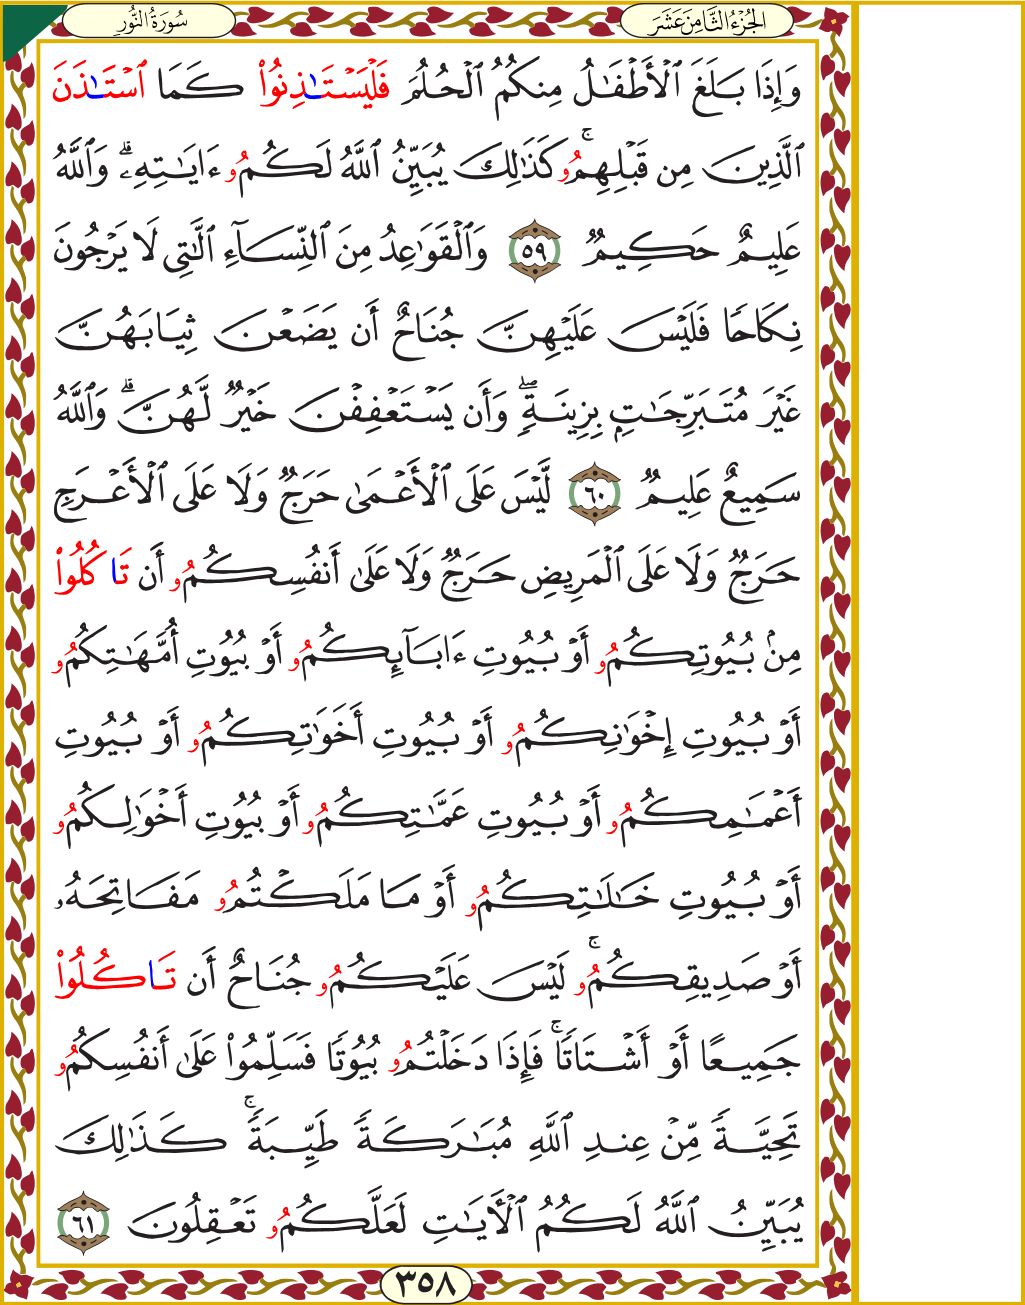 الجُزْءُ الثَّامِنَ عَشَرَ
سُورَةُ النُّورِ
وَإِذَا بَلَغَ ٱلْأَطْفَٰلُ مِنكُمُ ٱلْحُلُمَ فَلْيَسْتَـٰذِنُوا۟ كَمَا ٱسْتَـٰذَنَ
ٱلَّذِينَ مِن قَبْلِهِمُۥ ۚ كَذَٰلِكَ يُبَيِّنُ ٱللَّهُ لَكُمُۥ ءَايَٰتِهِۦ ۗ وَٱللَّهُ
عَلِيمٌ حَكِيمٌ ٥٩ وَٱلْقَوَٰعِدُ مِنَ ٱلنِّسَآءِ ٱلَّٰتِى لَا يَرْجُونَ
نِكَاحًا فَلَيْسَ عَلَيْهِنَّ جُنَاحٌ أَن يَضَعْنَ ثِيَابَهُنَّ
غَيْرَ مُتَبَرِّجَٰتٍۭ بِزِينَةٍ ۖ وَأَن يَسْتَعْفِفْنَ خَيْرٌ لَّهُنَّ ۗ وَٱللَّهُ
سَمِيعٌ عَلِيمٌ ٦٠ لَّيْسَ عَلَى ٱلْأَعْمَىٰ حَرَجٌ وَلَا عَلَى ٱلْأَعْرَجِ
حَرَجٌ وَلَا عَلَى ٱلْمَرِيضِ حَرَجٌ وَلَا عَلَىٰٓ أَنفُسِكُمُۥ أَن تَاكُلُوا۟
مِنۢ بُيُوتِكُمُۥ أَوْ بُيُوتِ ءَابَآئِكُمُۥ أَوْ بُيُوتِ أُمَّهَٰتِكُمُۥ
أَوْ بُيُوتِ إِخْوَٰنِكُمُۥ أَوْ بُيُوتِ أَخَوَٰتِكُمُۥ أَوْ بُيُوتِ
أَعْمَٰمِكُمُۥ أَوْ بُيُوتِ عَمَّٰتِكُمُۥ أَوْ بُيُوتِ أَخْوَٰلِكُمُۥ
أَوْ بُيُوتِ خَٰلَٰتِكُمُۥ أَوْ مَا مَلَكْتُمُۥ مَفَاتِحَهُۥ
أَوْ صَدِيقِكُمُۥ ۚ لَيْسَ عَلَيْكُمُۥ جُنَاحٌ أَن تَاكُلُوا۟
جَمِيعًا أَوْ أَشْتَاتًا ۚ فَإِذَا دَخَلْتُمُۥ بُيُوتًا فَسَلِّمُوا۟ عَلَىٰٓ أَنفُسِكُمُۥ
تَحِيَّةً مِّنْ عِندِ ٱللَّهِ مُبَٰرَكَةً طَيِّبَةً ۚ كَذَٰلِكَ
يُبَيِّنُ ٱللَّهُ لَكُمُ ٱلْأَيَٰتِ لَعَلَّكُمُۥ تَعْقِلُونَ ٦١
٣٥٨